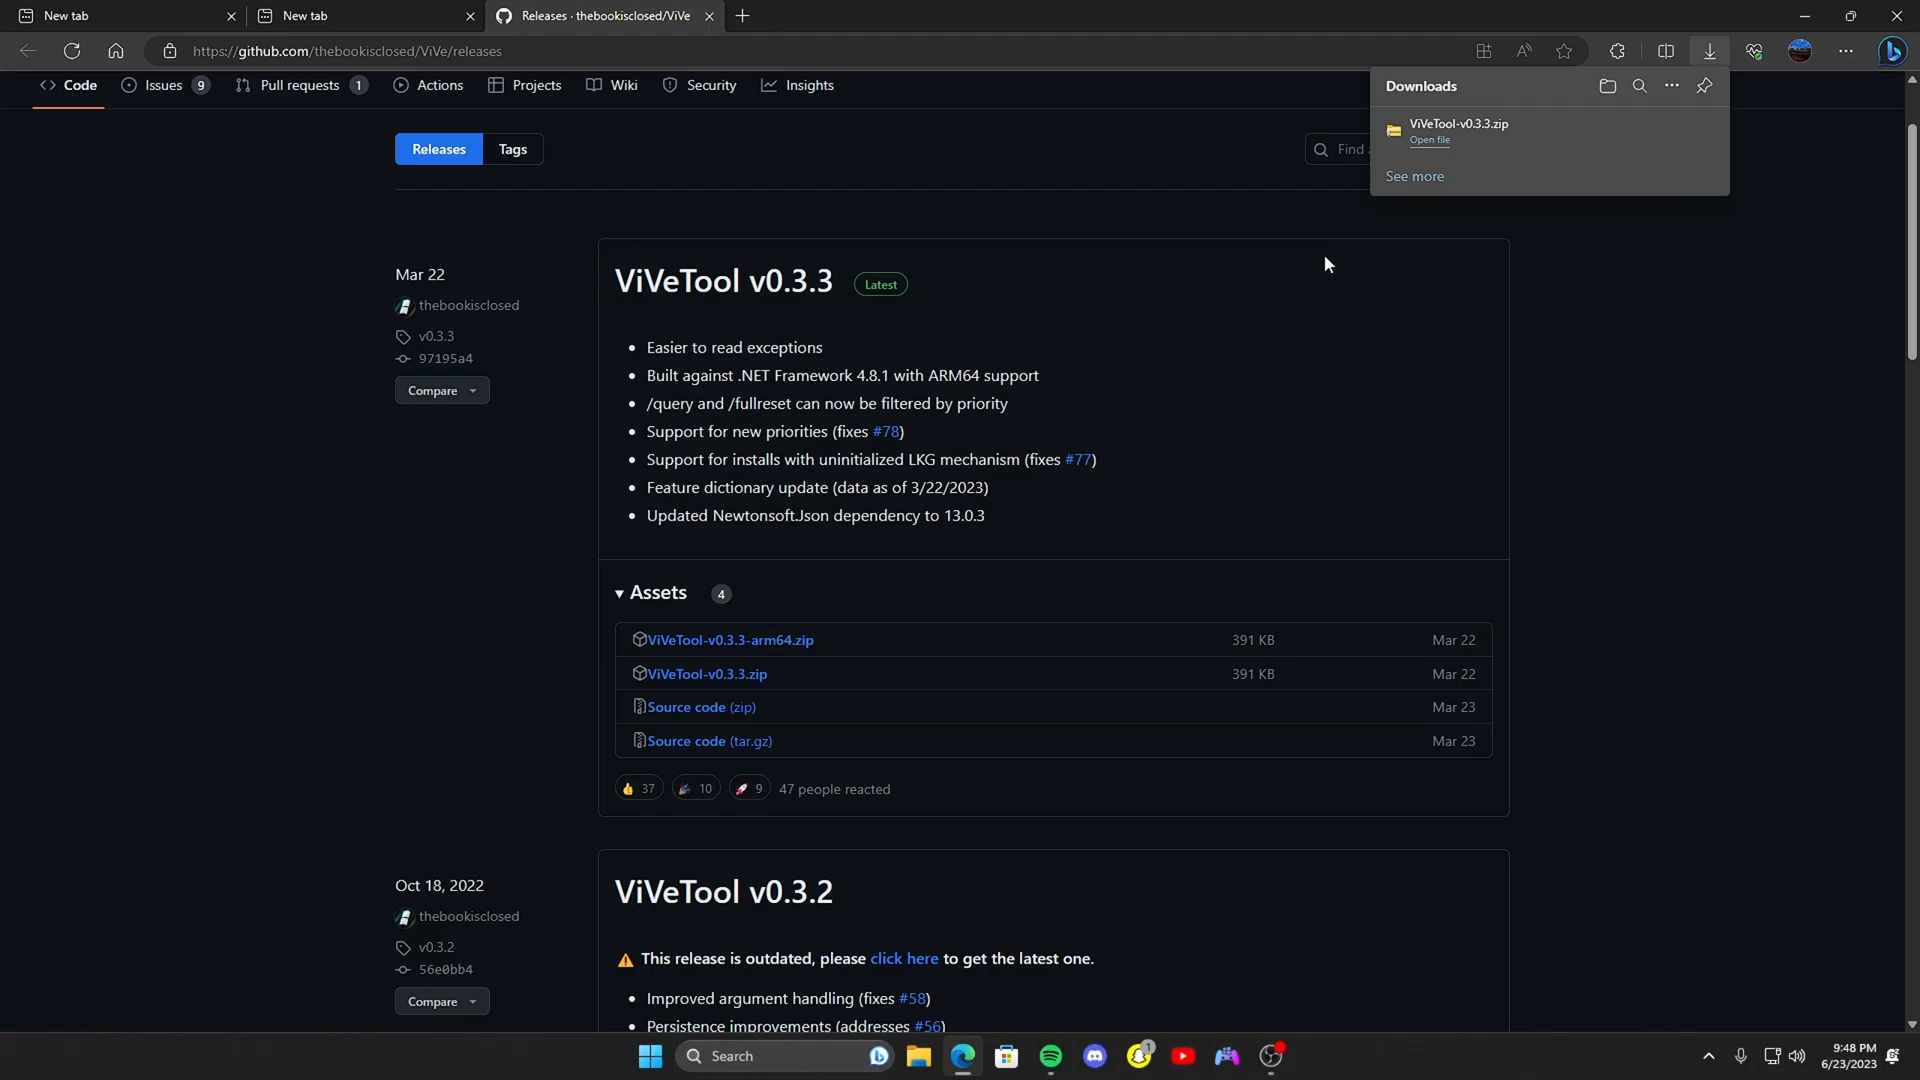 New tab
New tab
Releases · thebookisclosed/ViVe
https://github.com/thebookisclosed/ViVe/releases
Code
Issues 9
Pull requests 1
Actions
Projects
Wiki
Security
Insights
Downloads
ViVeTool-v0.3.3.zip
Open file
See more
Releases
Tags
Find
Mar 22
thebookisclosed
v0.3.3
97195a4
Compare
ViVeTool v0.3.3 Latest
• Easier to read exceptions
• Built against .NET Framework 4.8.1 with ARM64 support
• /query and /fullreset can now be filtered by priority
• Support for new priorities (fixes #78)
• Support for installs with uninitialized LKG mechanism (fixes #77)
• Feature dictionary update (data as of 3/22/2023)
• Updated Newtonsoft.Json dependency to 13.0.3
Assets 4
ViVeTool-v0.3.3-arm64.zip 391 KB Mar 22
ViVeTool-v0.3.3.zip 391 KB Mar 22
Source code (zip) Mar 23
Source code (tar.gz) Mar 23
37 10 9 47 people reacted
Oct 18, 2022
thebookisclosed
v0.3.2
56e0bb4
Compare
ViVeTool v0.3.2
This release is outdated, please click here to get the latest one.
• Improved argument handling (fixes #58)
• Persistence improvements (addresses #56)
Search
1
9:48 PM
6/23/2023